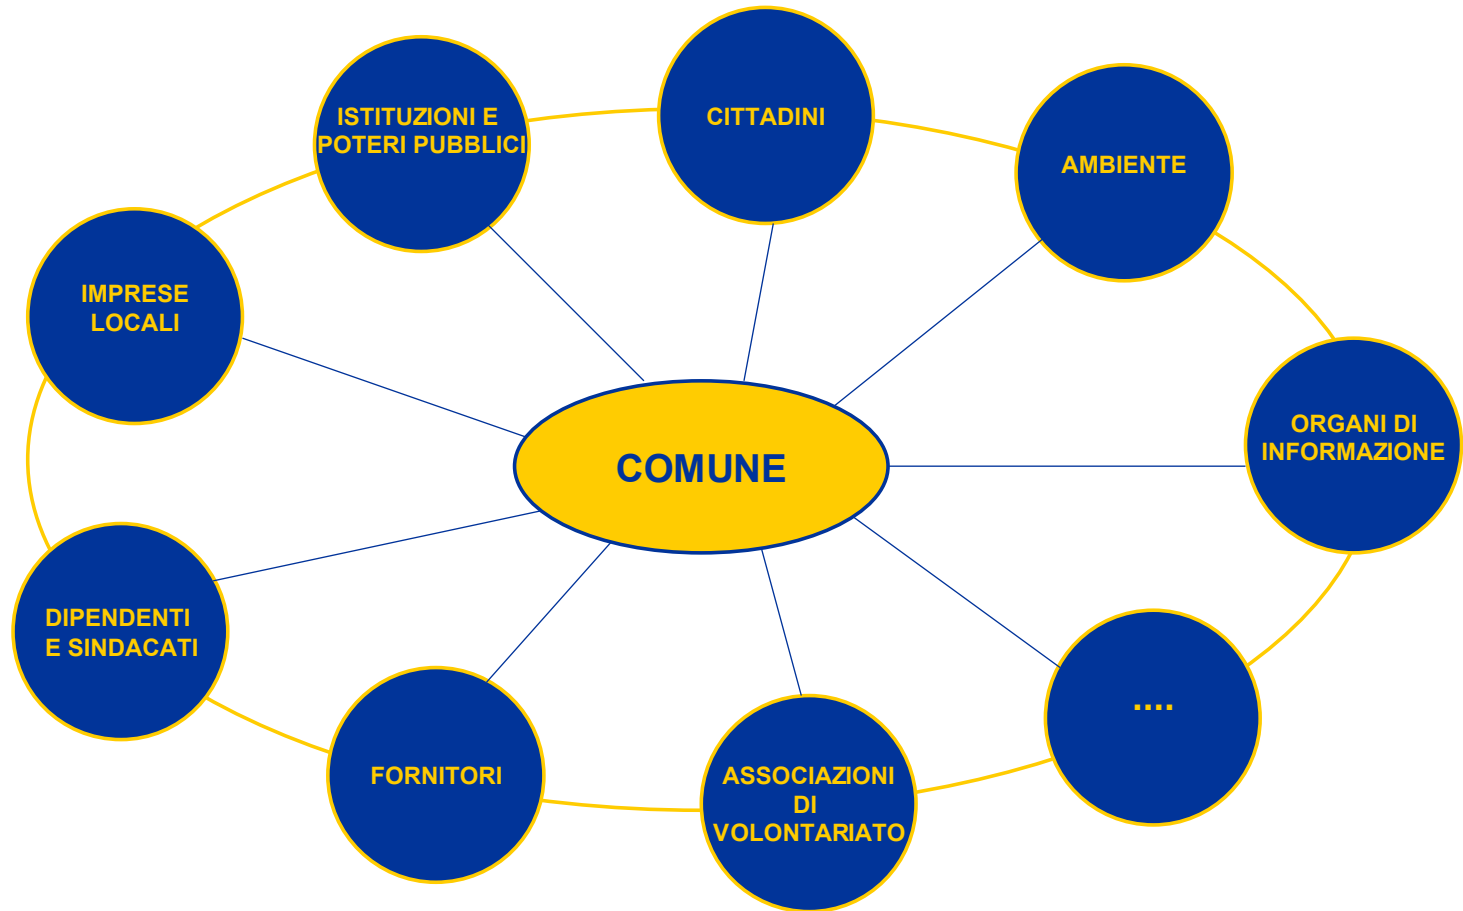 ISTITUZIONI E
POTERI PUBBLICI
CITTADINI
AMBIENTE
IMPRESE
LOCALI
ORGANI DI
INFORMAZIONE
COMUNE
DIPENDENTI
E SINDACATI
....
FORNITORI
ASSOCIAZIONI
DI
VOLONTARIATO